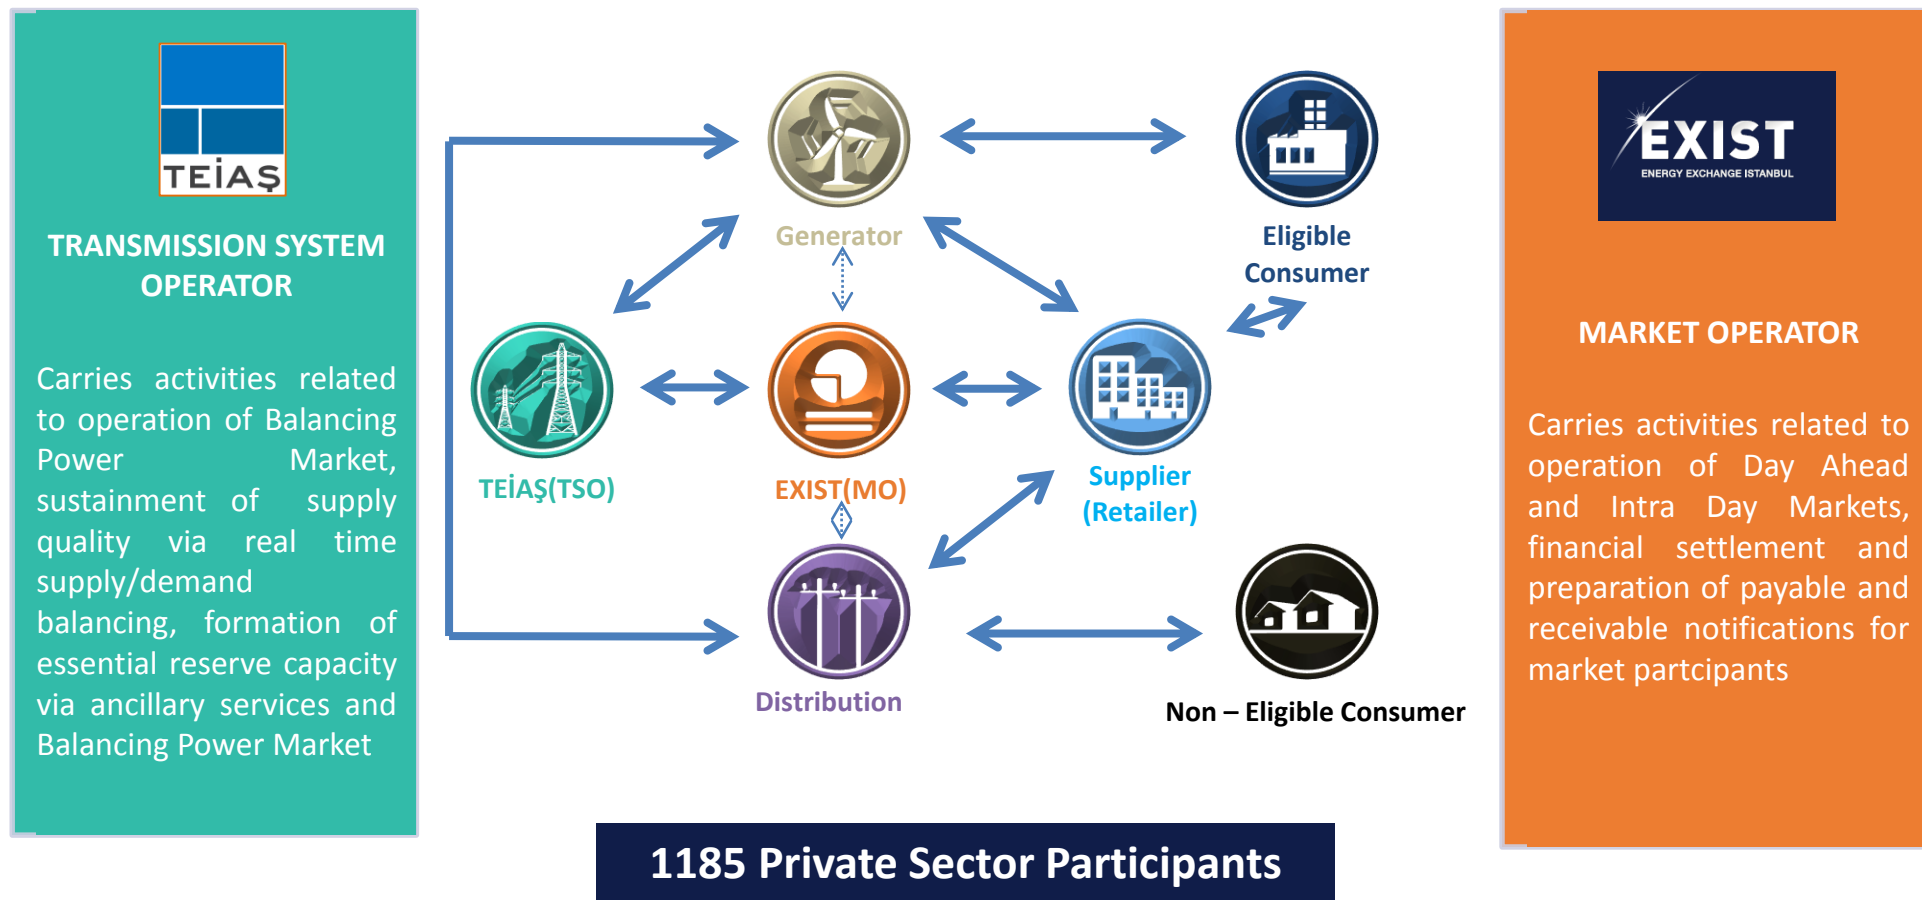 TEİAŞ
TRANSMISSION SYSTEM
OPERATOR
Carries activities related
to operation of Balancing
Power Market,
sustainment of supply
quality via real time
supply/demand
balancing, formation of
essential reserve capacity
via ancillary services and
Balancing Power Market
Generator
Eligible
Consumer
TEİAŞ(TSO)
EXIST(MO)
Supplier
(Retailer)
Distribution
Non – Eligible Consumer
1185 Private Sector Participants
EXIST
ENERGY EXCHANGE ISTANBUL
MARKET OPERATOR
Carries activities related to
operation of Day Ahead
and Intra Day Markets,
financial settlement and
preparation of payable and
receivable notifications for
market partcipants